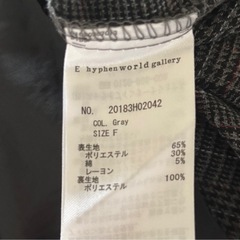 E hyphen world gallery
NO. 20183H02042
COL. Gray
SIZE F
表生地
ポリエステル 65%
綿 30%
レーヨン 5%
裏生地
ポリエステル 100%